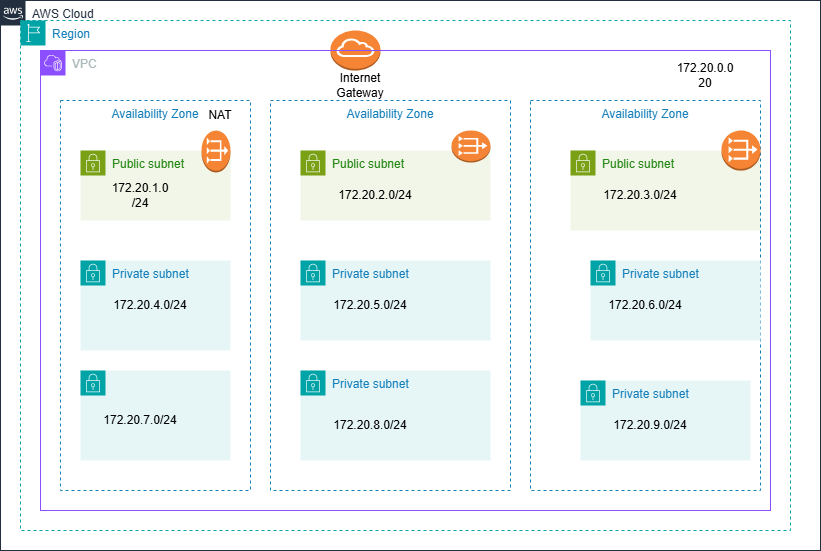 aws
AWS Cloud
Region
VPC
Internet
Gateway
172.20.0.0
20
Availability Zone
NAT
Availability Zone
Availability Zone
Public subnet
172.20.1.0
/24
Public subnet
172.20.2.0/24
Public subnet
172.20.3.0/24
Private subnet
172.20.4.0/24
Private subnet
172.20.5.0/24
Private subnet
172.20.6.0/24
172.20.7.0/24
Private subnet
172.20.8.0/24
Private subnet
172.20.9.0/24